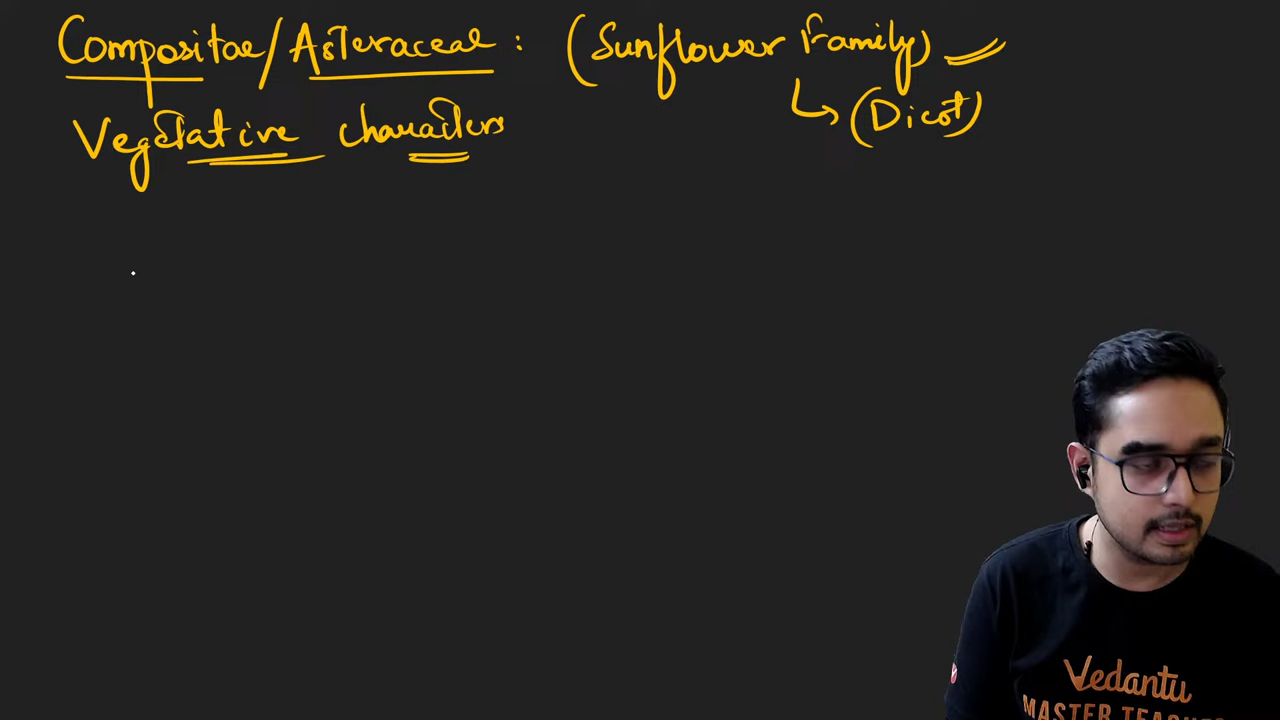 Compositae/Asteraceae : (Sunflower Family)
(Dicot)
Vegetative characters
Vedantu
MASTER TEACHER